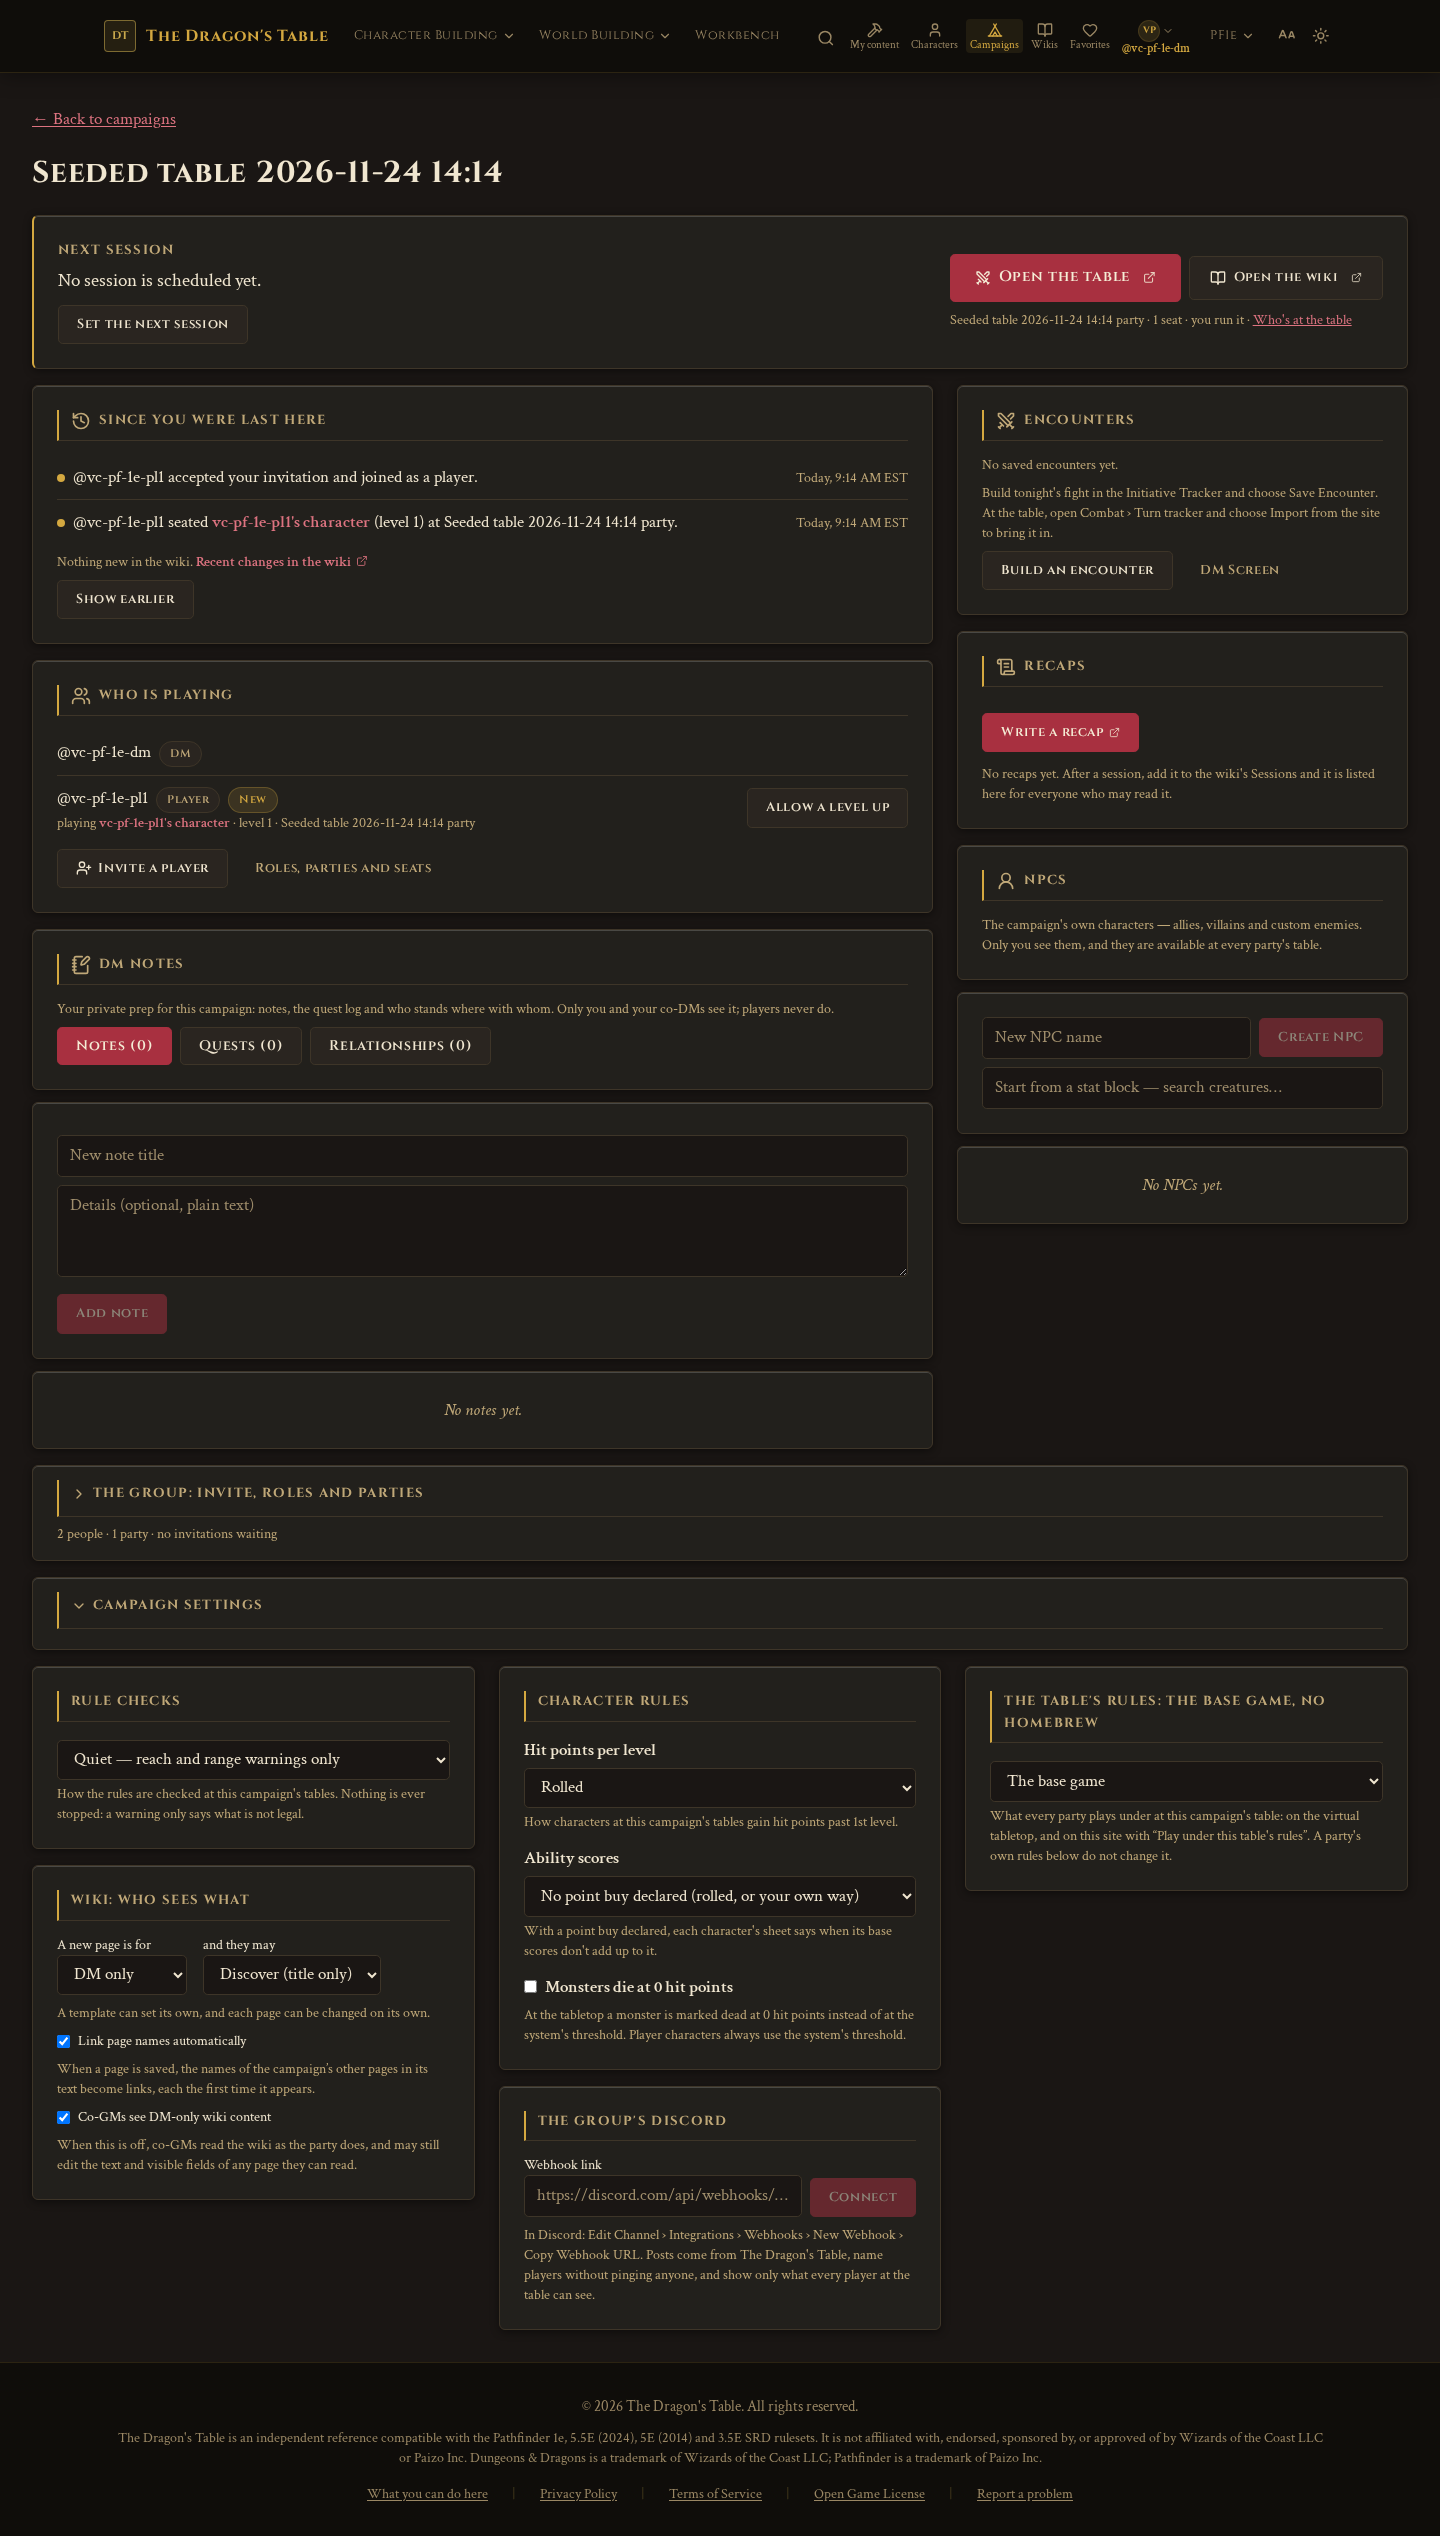 DT The Dragon's Table Character Building World Building Workbench My content Characters Campaigns Wikis Favorites VP @vc-pf-1e-dm PF1e AA
← Back to campaigns
Seeded table 2026-11-24 14:14
Next session
No session is scheduled yet.
Set the next session
Open the table
Open the wiki
Seeded table 2026-11-24 14:14 party · 1 seat · you run it · Who's at the table
Since you were last here
@vc-pf-1e-pl1 accepted your invitation and joined as a player. Today, 9:14 AM EST
@vc-pf-1e-pl1 seated vc-pf-1e-pl1's character (level 1) at Seeded table 2026-11-24 14:14 party. Today, 9:14 AM EST
Nothing new in the wiki. Recent changes in the wiki
Show earlier
Who is playing
@vc-pf-1e-dm DM
@vc-pf-1e-pl1 Player New
playing vc-pf-1e-pl1's character · level 1 · Seeded table 2026-11-24 14:14 party
Allow a level up
Invite a player
Roles, parties and seats
DM notes
Your private prep for this campaign: notes, the quest log and who stands where with whom. Only you and your co-DMs see it; players never do.
Notes (0) Quests (0) Relationships (0)
New note title
Details (optional, plain text)
Add note
No notes yet.
Encounters
No saved encounters yet.
Build tonight's fight in the Initiative Tracker and choose Save Encounter.
At the table, open Combat › Turn tracker and choose Import from the site
to bring it in.
Build an encounter
DM Screen
Recaps
Write a recap
No recaps yet. After a session, add it to the wiki's Sessions and it is listed
here for everyone who may read it.
NPCs
The campaign's own characters — allies, villains and custom enemies.
Only you see them, and they are available at every party's table.
New NPC name
Create NPC
Start from a stat block — search creatures…
No NPCs yet.
The group: invite, roles and parties
2 people · 1 party · no invitations waiting
Campaign settings
Rule checks
Quiet — reach and range warnings only
How the rules are checked at this campaign's tables. Nothing is ever
stopped: a warning only says what is not legal.
Wiki: who sees what
A new page is for and they may
DM only Discover (title only)
A template can set its own, and each page can be changed on its own.
Link page names automatically
When a page is saved, the names of the campaign's other pages in its
text become links, each the first time it appears.
Co-GMs see DM-only wiki content
When this is off, co-GMs read the wiki as the party does, and may still
edit the text and visible fields of any page they can read.
Character rules
Hit points per level
Rolled
How characters at this campaign's tables gain hit points past 1st level.
Ability scores
No point buy declared (rolled, or your own way)
With a point buy declared, each character's sheet says when its base
scores don't add up to it.
Monsters die at 0 hit points
At the tabletop a monster is marked dead at 0 hit points instead of at the
system's threshold. Player characters always use the system's threshold.
The group's Discord
Webhook link
https://discord.com/api/webhooks/…
Connect
In Discord: Edit Channel › Integrations › Webhooks › New Webhook ›
Copy Webhook URL. Posts come from The Dragon's Table, name
players without pinging anyone, and show only what every player at the
table can see.
The table's rules: the base game, no
homebrew
The base game
What every party plays under at this campaign's table: on the virtual
tabletop, and on this site with “Play under this table's rules”. A party's
own rules below do not change it.
© 2026 The Dragon's Table. All rights reserved.
The Dragon's Table is an independent reference compatible with the Pathfinder 1e, 5.5E (2024), 5E (2014) and 3.5E SRD rulesets. It is not affiliated with, endorsed, sponsored by, or approved of by Wizards of the Coast LLC
or Paizo Inc. Dungeons & Dragons is a trademark of Wizards of the Coast LLC; Pathfinder is a trademark of Paizo Inc.
What you can do here | Privacy Policy | Terms of Service | Open Game License | Report a problem